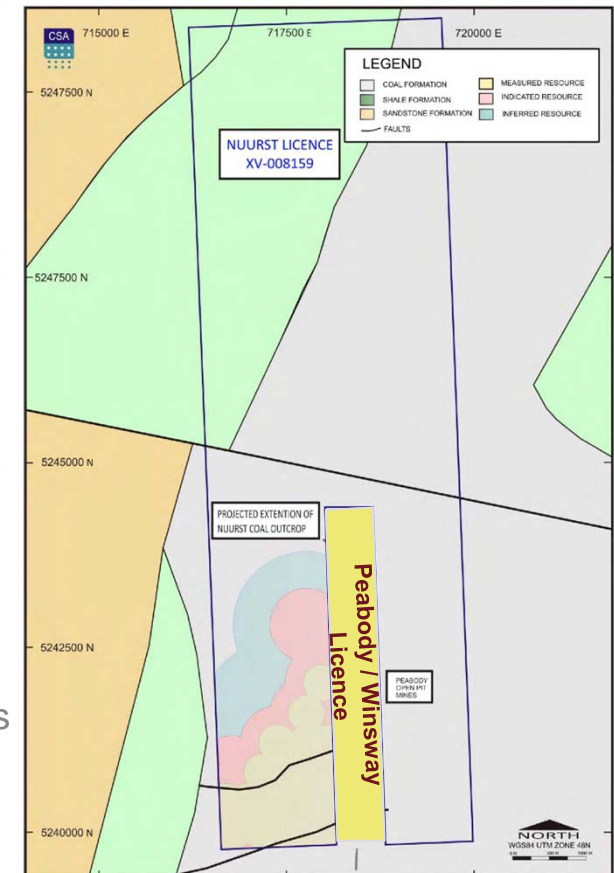 CSA
715000 E
717500 E
720000 E
LEGEND
COAL FORMATION
SHALE FORMATION
SANDSTONE FORMATION
FAULTS
MEASURED RESOURCE
INDICATED RESOURCE
INFERRED RESOURCE
5247500 N
NUURST LICENCE
XV-008159
5247500 N
5245000 N
PROJECTED EXTENTION OF
NUURST COAL OUTCROP
Peabody / Winsway
Licence
5242500 N
PEABODY
OPEN PIT
MINES
s
5240000 N
NORTH
WGS84 UTM ZONE 48N